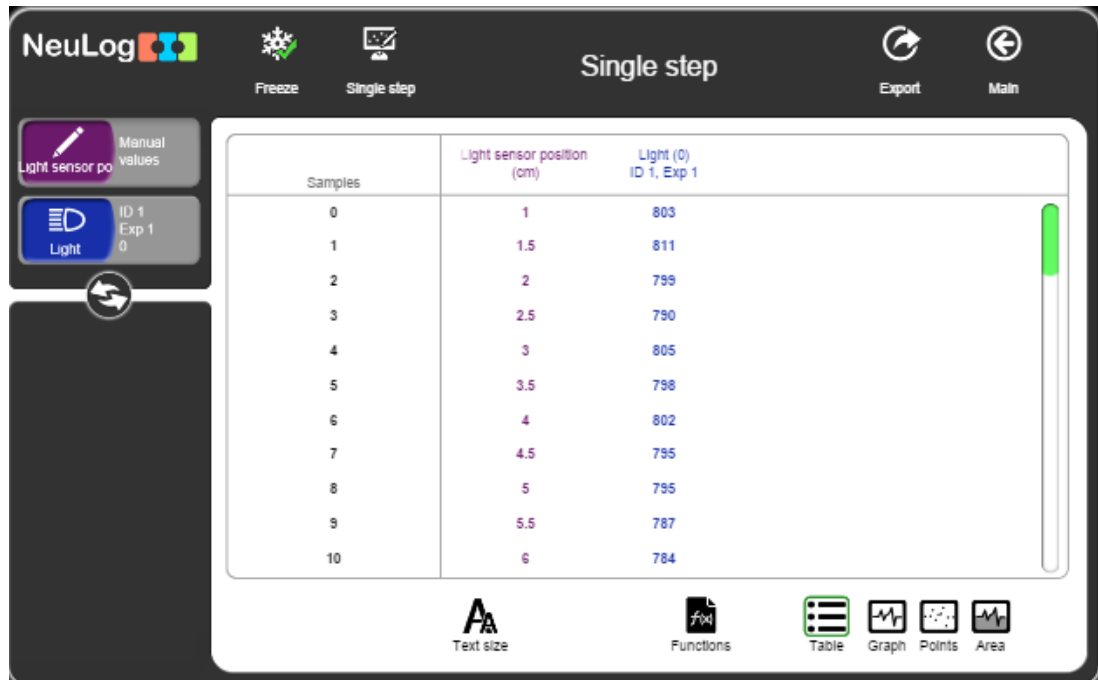 NeuLog
Freeze
Single step
Single step
Export
Main
Light sensor po
Manual
values
Light
ID 1
Exp 1
0
Samples
Light sensor position
(cm)
Light (0)
ID 1, Exp 1
0 1 803
1 1.5 811
2 2 799
3 2.5 790
4 3 805
5 3.5 798
6 4 802
7 4.5 795
8 5 795
9 5.5 787
10 6 784
Text size
Functions
Table
Graph
Points
Area